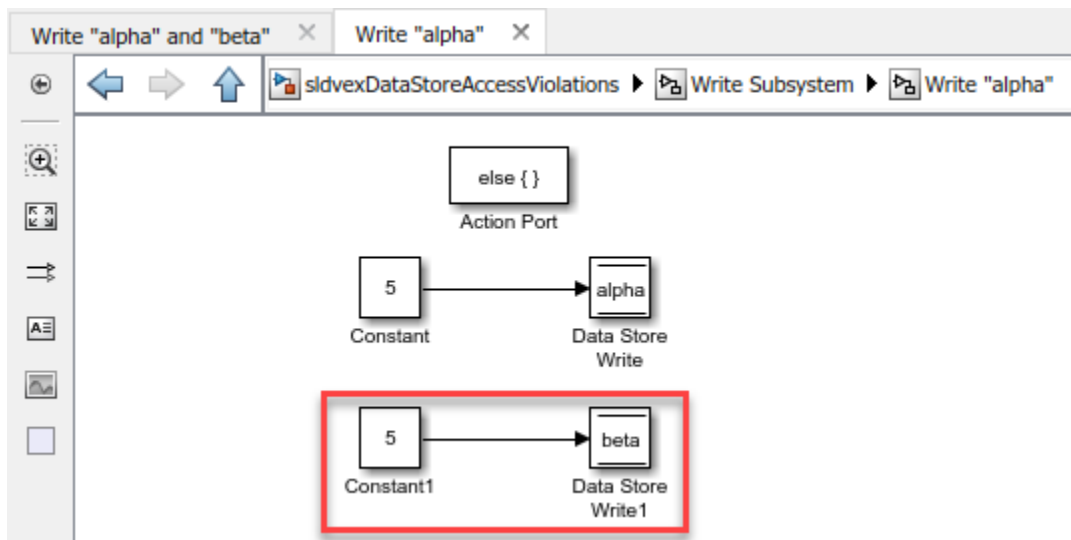 Write "alpha" and "beta" × Write "alpha" ×
sldvexDataStoreAccessViolations Write Subsystem Write "alpha"
else { }
Action Port
5 alpha
Constant Data Store
Write
5 beta
Constant1 Data Store
Write1
A